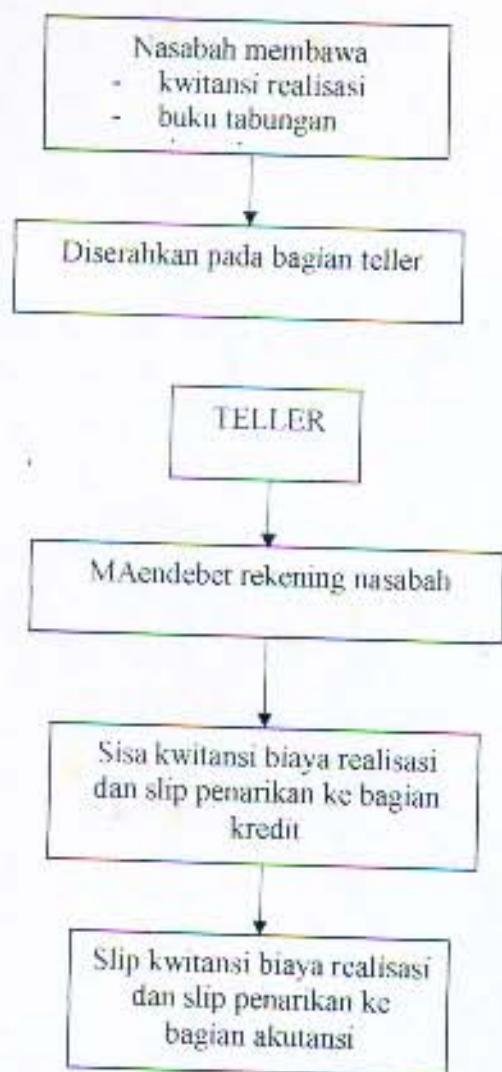 Nasabah membawa
- kwitansi realisasi
- buku tabungan
Diserahkan pada bagian teller
TELLER
MAendebet rekening nasabah
Sisa kwitansi biaya realisasi
dan slip penarikan ke bagian
kredit
Slip kwitansi biaya realisasi
dan slip penarikan ke
bagian akutansi